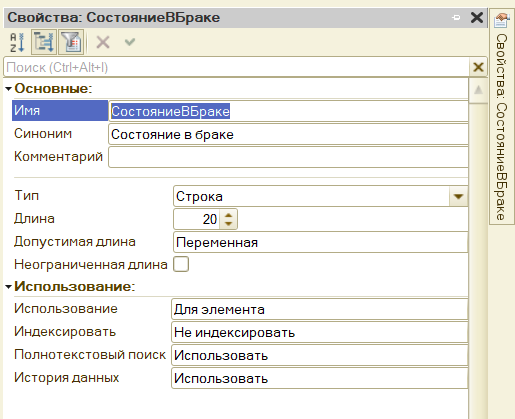 Свойства: СостояниеВБраке
Поиск (Ctrl+Alt+I)
Основные:
Имя СостояниеВБраке
Синоним Состояние в браке
Комментарий
Тип Строка
Длина 20
Допустимая длина Переменная
Неограниченная длина
Использование:
Использование Для элемента
Индексировать Не индексировать
Полнотекстовый поиск Использовать
История данных Использовать
Свойства: СостояниеВБраке